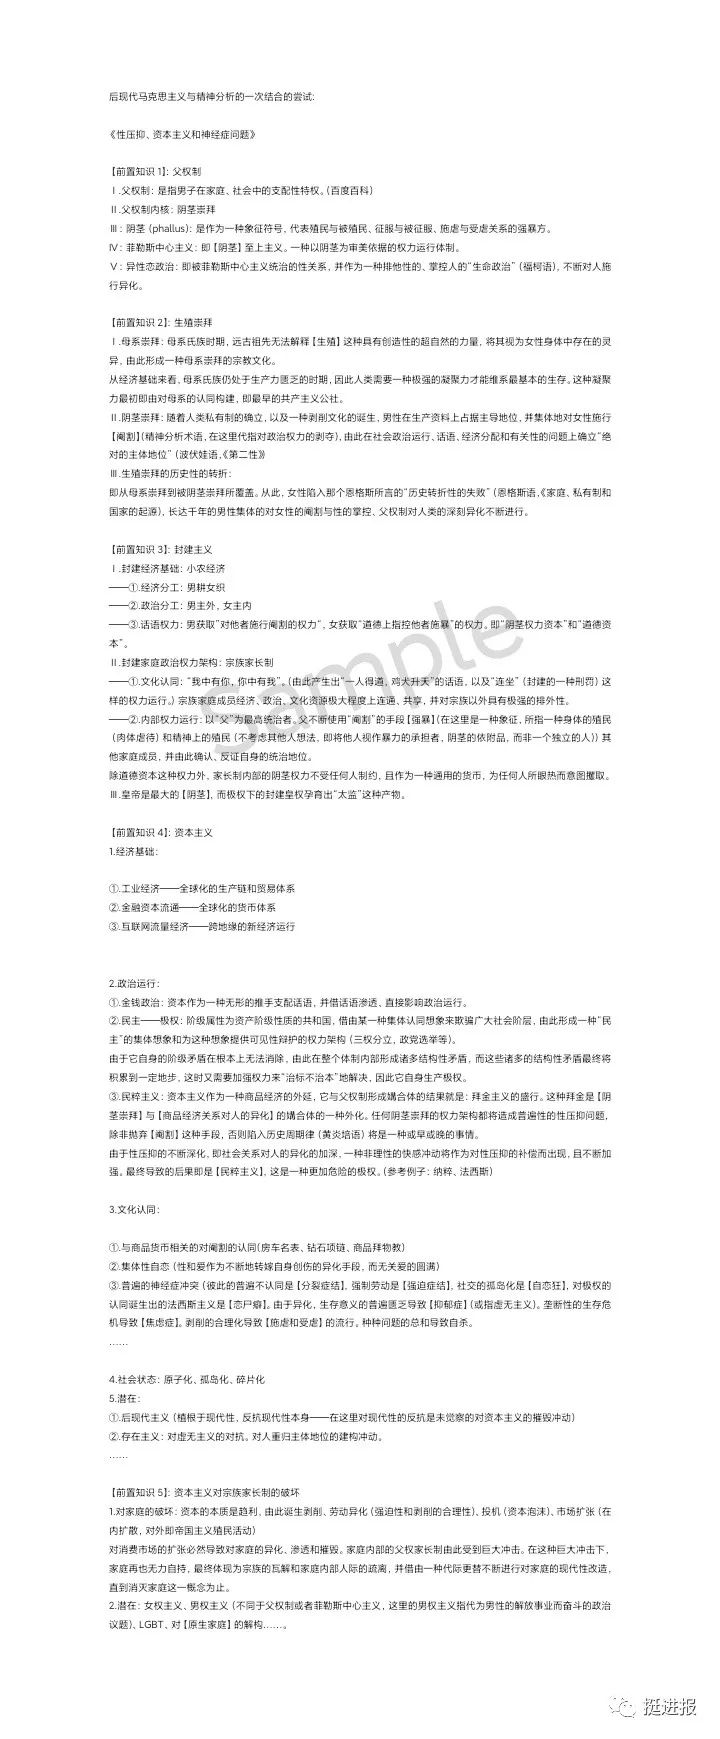 后现代马克思主义与精神分析的一次结合的尝试:
《性压抑、资本主义和神经症问题》
【前置知识 1】: 父权制
Ⅰ.父权制: 是指男子在家庭、社会中的支配性特权。(百度百科)
Ⅱ.父权制内核: 阴茎崇拜
Ⅲ: 阴茎 (phallus): 是作为一种象征符号, 代表殖民与被殖民、征服与被征服、施虐与受虐关系的强暴方。
Ⅳ: 菲勒斯中心主义: 即【阴茎】至上主义。一种以阴茎为审美依据的权力运行体制。
Ⅴ: 异性恋政治: 即被菲勒斯中心主义统治的性关系, 并作为一种排他性的、掌控人的“生命政治” (福柯语), 不断对人施
行异化。
【前置知识 2】: 生殖崇拜
Ⅰ.母系崇拜: 母系氏族时期, 远古祖先无法解释【生殖】这种具有创造性的超自然的力量, 将其视为女性身体中存在的灵
异, 由此形成一种母系崇拜的宗教文化。
从经济基础来看, 母系氏族仍处于生产力匮乏的时期, 因此人类需要一种极强的凝聚力才能维系最基本的生存。这种凝聚
力最初即由对母系的认同构建, 即最早的共产主义公社。
Ⅱ.阴茎崇拜: 随着人类私有制的确立, 以及一种剥削文化的诞生, 男性在生产资料上占据主导地位, 并集体地对女性施行
【阉割】(精神分析术语, 在这里代指对政治权力的剥夺), 由此在社会政治运行、话语、经济分配和有关性的问题上确立“绝
对的主体地位” (波伏娃语,《第二性》)
Ⅲ.生殖崇拜的历史性的转折:
即从母系崇拜到被阴茎崇拜所覆盖。从此, 女性陷入那个恩格斯所言的“历史转折性的失败” (恩格斯语,《家庭、私有制和
国家的起源), 长达千年的男性集体的对女性的阉割与性的掌控、父权制对人类的深刻异化不断进行。
【前置知识 3】: 封建主义
Ⅰ.封建经济基础: 小农经济
——①.经济分工: 男耕女织
——②.政治分工: 男主外, 女主内
——③.话语权力: 男获取“对他者施行阉割的权力”, 女获取“道德上指控他者施暴”的权力。即“阴茎权力资本”和“道德资
本”。
Ⅱ.封建家庭政治权力架构: 宗族家长制
——①.文化认同: “我中有你, 你中有我”。(由此产生出“一人得道, 鸡犬升天”的话语, 以及“连坐” (封建的一种刑罚) 这
样的权力运行。) 宗族家庭成员经济、政治、文化资源极大程度上连通、共享, 并对宗族以外具有极强的排外性。
——②.内部权力运行: 以“父”为最高统治者。父不断使用“阉割”的手段【强暴】(在这里是一种象征, 所指一种身体的殖民
(肉体虐待) 和精神上的殖民 (不考虑其他人想法, 即将他人视作暴力的承担者, 阴茎的依附品, 而非一个独立的人)) 其
他家庭成员, 并由此确认、反证自身的统治地位。
除道德资本这种权力外, 家长制内部的阴茎权力不受任何人制约, 且作为一种通用的货币, 为任何人所眼热而意图攫取。
Ⅲ.皇帝是最大的【阴茎】, 而极权下的封建皇权孕育出“太监”这种产物。
【前置知识 4】: 资本主义
1.经济基础:
①.工业经济——全球化的生产链和贸易体系
②.金融资本流通——全球化的货币体系
③.互联网流量经济——跨地缘的新经济运行
2.政治运行:
①.金钱政治: 资本作为一种无形的推手支配话语, 并借话语渗透、直接影响政治运行。
②.民主——极权: 阶级属性为资产阶级性质的共和国, 借由某一种集体认同想象来欺骗广大社会阶层, 由此形成一种“民
主”的集体想象和为这种想象提供可见性辩护的权力架构 (三权分立, 政党选举等)。
由于它自身的阶级矛盾在根本上无法消除, 由此在整个体制内部形成诸多结构性矛盾, 而这些诸多的结构性矛盾最终将
积累到一定地步, 这时又需要加强权力来“治标不治本”地解决, 因此它自身生产极权。
③.民粹主义: 资本主义作为一种商品经济的外延, 它与父权制形成媾合体的结果就是: 拜金主义的盛行。这种拜金是【阴
茎崇拜】与【商品经济关系对人的异化】的媾合体的一种外化。任何阴茎崇拜的权力架构都将造成普遍性的性压抑问题,
除非抛弃【阉割】这种手段, 否则陷入历史周期律 (黄炎培语) 将是一种或早或晚的事情。
由于性压抑的不断深化, 即社会关系对人的异化的加深, 一种非理性的快感冲动将作为对性压抑的补偿而出现, 且不断加
强。最终导致的后果即是【民粹主义】, 这是一种更加危险的极权。(参考例子: 纳粹、法西斯)
3.文化认同:
①.与商品货币相关的对阉割的认同(房车名表、钻石项链、商品拜物教)
②.集体性自恋 (性和爱作为不断地转嫁自身创伤的异化手段, 而无关爱的圆满)
③.普遍的神经症冲突 (彼此的普遍不认同是【分裂症结】, 强制劳动是【强迫症结】, 社交的孤岛化是【自恋狂】, 对极权的
认同诞生出的法西斯主义是【恋尸癖】。由于异化, 生存意义的普遍匮乏导致【抑郁症】(或指虚无主义)。垄断性的生存危
机导致【焦虑症】。剥削的合理化导致【施虐和受虐】的流行。种种问题的总和导致自杀。
……
4.社会状态: 原子化、孤岛化、碎片化
5.潜在:
①.后现代主义 (植根于现代性, 反抗现代性本身——在这里对现代性的反抗是未觉察的对资本主义的摧毁冲动)
②.存在主义: 对虚无主义的对抗。对人重归主体地位的建构冲动。
……
【前置知识 5】: 资本主义对宗族家长制的破坏
1.对家庭的破坏: 资本的本质是趋利, 由此诞生剥削、劳动异化 (强迫性和剥削的合理性)、投机 (资本泡沫)、市场扩张 (在
内扩散, 对外即帝国主义殖民活动)
对消费市场的扩张必然导致对家庭的异化、渗透和摧毁。家庭内部的父权家长制由此受到巨大冲击。在这种巨大冲击下,
家庭再也无力自持, 最终体现为宗族的瓦解和家庭内部人际的疏离, 并借由一种代际更替不断进行对家庭的现代性改造,
直到消灭家庭这一概念为止。
2.潜在: 女权主义、男权主义 (不同于父权制或者菲勒斯中心主义, 这里的男权主义指代为男性的解放事业而奋斗的政治
议题)、LGBT、对【原生家庭】的解构……。
Sample
挺进报